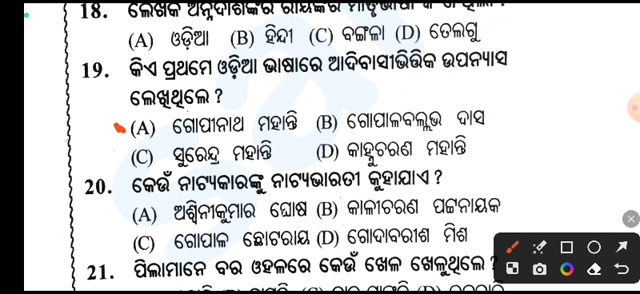 18. ଲେଖକ ଅନ୍ନଦାଶଙ୍କର ରାୟଙ୍କର ମାତୃଭାଷା
(A) ଓଡ଼ିଆ (B) ହିନ୍ଦୀ (C) ବଙ୍ଗଳା (D) ତେଲଗୁ
19. କିଏ ପ୍ରଥମେ ଓଡ଼ିଆ ଭାଷାରେ ଆଦିବାସୀଭିତ୍ତିକ ଉପନ୍ୟାସ
ଲେଖିଥିଲେ ?
(A) ଗୋପୀନାଥ ମହାନ୍ତି (B) ଗୋପାଳବଲ୍ଲଭ ଦାସ
(C) ସୁରେନ୍ଦ୍ର ମହାନ୍ତି (D) କାହ୍ନୁଚରଣ ମହାନ୍ତି
20. କେଉଁ ନାଟ୍ୟକାରଙ୍କୁ ନାଟ୍ୟଭାରତୀ କୁହାଯାଏ ?
(A) ଅଶ୍ୱିନୀକୁମାର ଘୋଷ (B) କାଳୀଚରଣ ପଟ୍ଟନାୟକ
(C) ଗୋପାଳ ଛୋଟରାୟ (D) ଗୋଦାବରୀଶ ମିଶ
21. ପିଲାମାନେ ବର ଓହଳରେ କେଉଁ ଖେଳ ଖେଳୁଥିଲେ ?